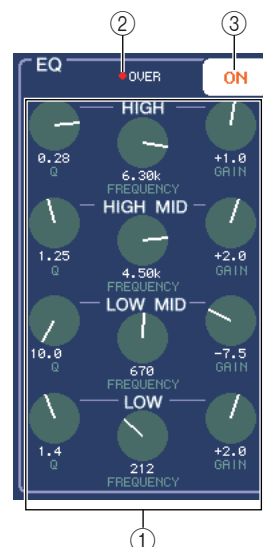 ② ③
EQ OVER ON
HIGH
0.28 6.30k +1.0
Q FREQUENCY GAIN
HIGH MID
1.25 4.50k +2.0
Q FREQUENCY GAIN
LOW MID
10.0 670 -7.5
Q FREQUENCY GAIN
LOW
1.4 212 +2.0
Q FREQUENCY GAIN
①